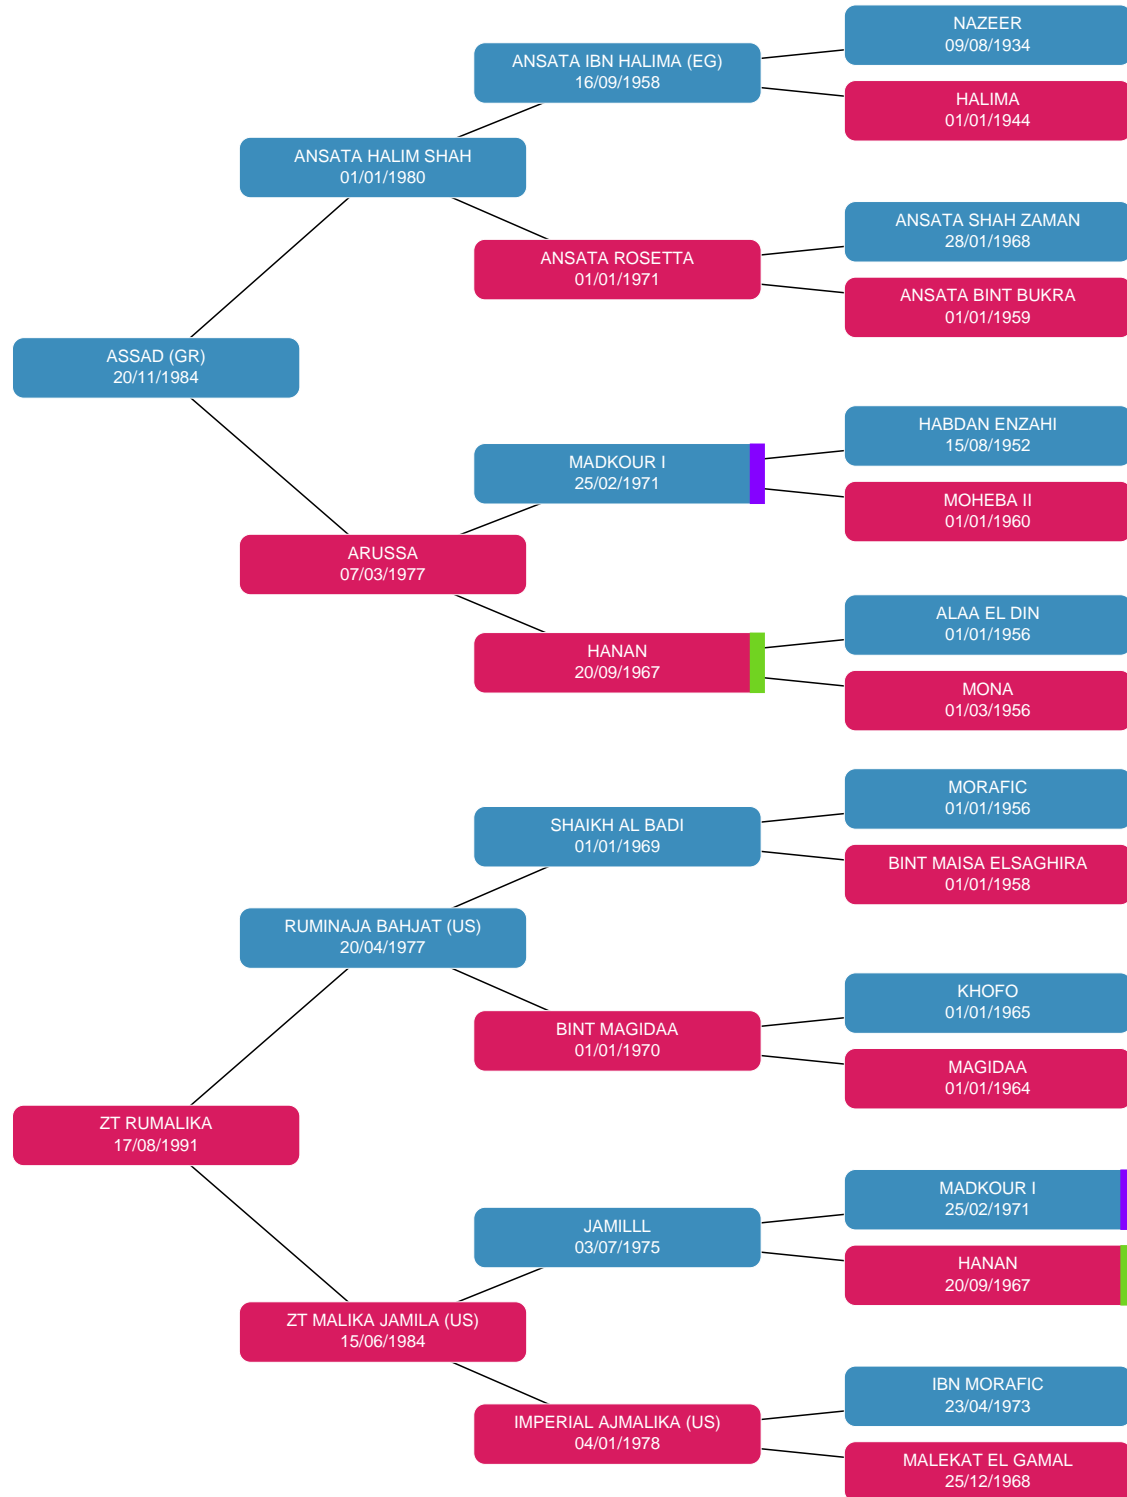 NAZEER
09/08/1934
ANSATA IBN HALIMA (EG)
16/09/1958
HALIMA
01/01/1944
ANSATA HALIM SHAH
01/01/1980
ANSATA SHAH ZAMAN
28/01/1968
ANSATA ROSETTA
01/01/1971
ANSATA BINT BUKRA
01/01/1959
ASSAD (GR)
20/11/1984
HABDAN ENZAHI
15/08/1952
MADKOUR I
25/02/1971
MOHEBA II
01/01/1960
ARUSSA
07/03/1977
ALAA EL DIN
01/01/1956
HANAN
20/09/1967
MONA
01/03/1956
MORAFIC
01/01/1956
SHAIKH AL BADI
01/01/1969
BINT MAISA ELSAGHIRA
01/01/1958
RUMINAJA BAHJAT (US)
20/04/1977
KHOFO
01/01/1965
BINT MAGIDAA
01/01/1970
MAGIDAA
01/01/1964
ZT RUMALIKA
17/08/1991
MADKOUR I
25/02/1971
JAMILLL
03/07/1975
HANAN
20/09/1967
ZT MALIKA JAMILA (US)
15/06/1984
IBN MORAFIC
23/04/1973
IMPERIAL AJMALIKA (US)
04/01/1978
MALEKAT EL GAMAL
25/12/1968